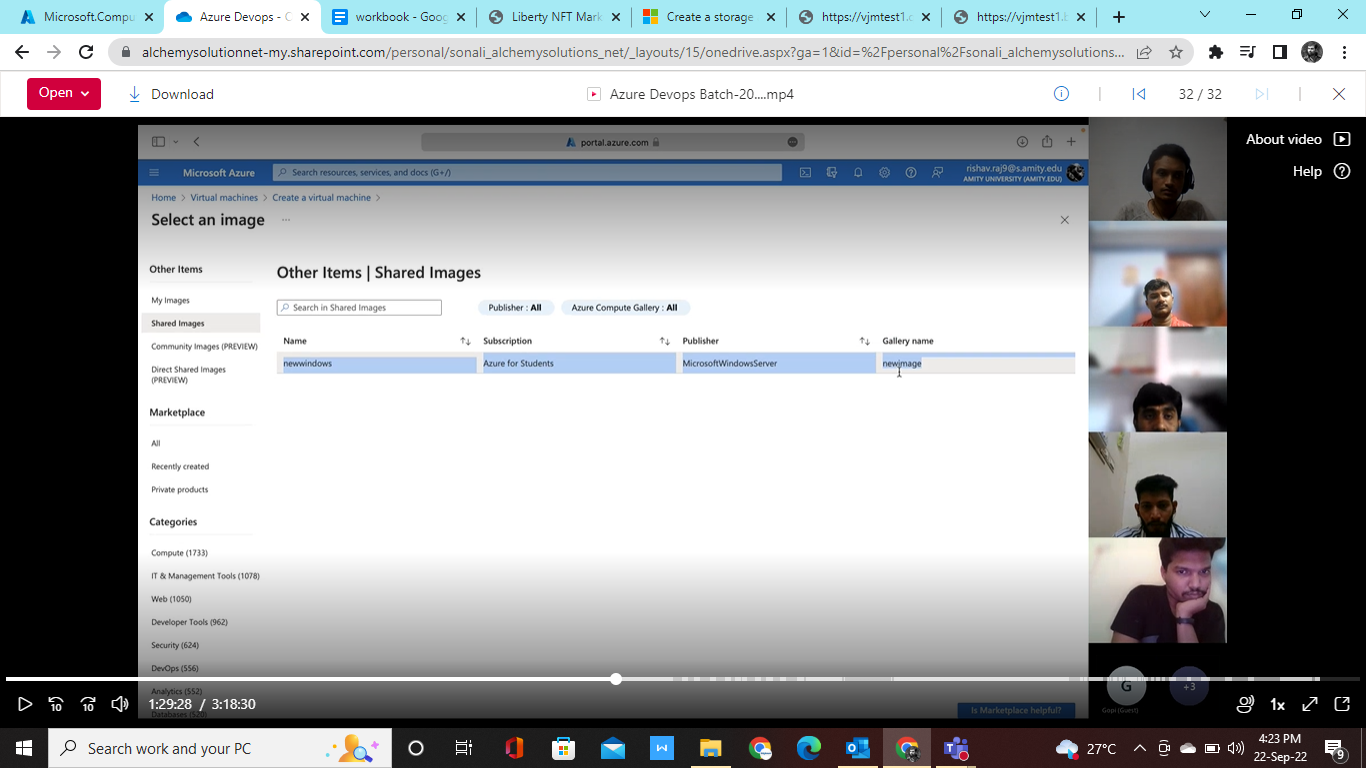 Microsoft.Compu
Azure Devops - C
workbook - Goog
Liberty NFT Mark
Create a storage
https://vjmtest1.c
https://vjmtest1.b
alchemysolutionnet-my.sharepoint.com/personal/sonali_alchemysolutions_net/_layouts/15/onedrive.aspx?ga=1&id=%2Fpersonal%2Fsonali_alchemysolutions...
Open
Download
Azure Devops Batch-20....mp4
32 / 32
About video
Help
portal.azure.com
Microsoft Azure
Search resources, services, and docs (G+/)
rishav.raj9@s.amity.edu
AMITY UNIVERSITY (AMITY.EDU)
Home > Virtual machines > Create a virtual machine >
Select an image ...
Other Items
My Images
Shared Images
Community Images (PREVIEW)
Direct Shared Images
(PREVIEW)
Marketplace
All
Recently created
Private products
Categories
Compute (1733)
IT & Management Tools (1078)
Web (1050)
Developer Tools (962)
Security (624)
DevOps (556)
Analytics (552)
Databases (520)
Other Items | Shared Images
Search in Shared Images
Publisher : All
Azure Compute Gallery : All
Name Subscription Publisher Gallery name
newwindows Azure for Students MicrosoftWindowsServer newimage
Is Marketplace helpful?
G
+3
Gopi (Guest)
10
10
1:29:28 / 3:18:30
1x
Search work and your PC
W
27°C
4:23 PM
22-Sep-22
9